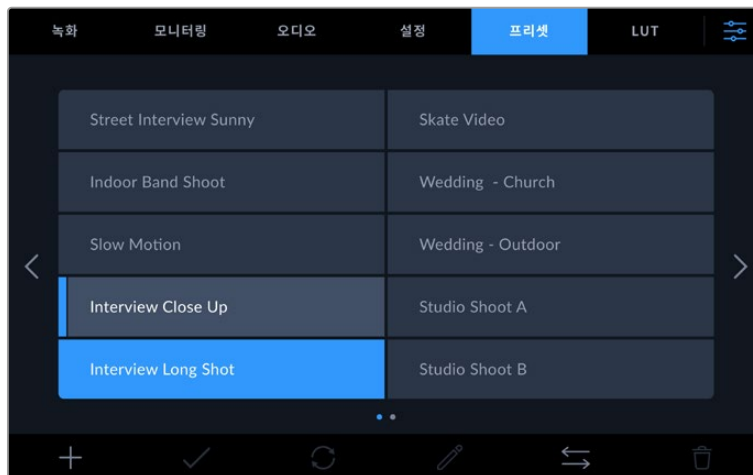 녹화 모니터링 오디오 설정 프리셋 LUT
Street Interview Sunny Skate Video
Indoor Band Shoot Wedding - Church
Slow Motion Wedding - Outdoor
Interview Close Up Studio Shoot A
Interview Long Shot Studio Shoot B